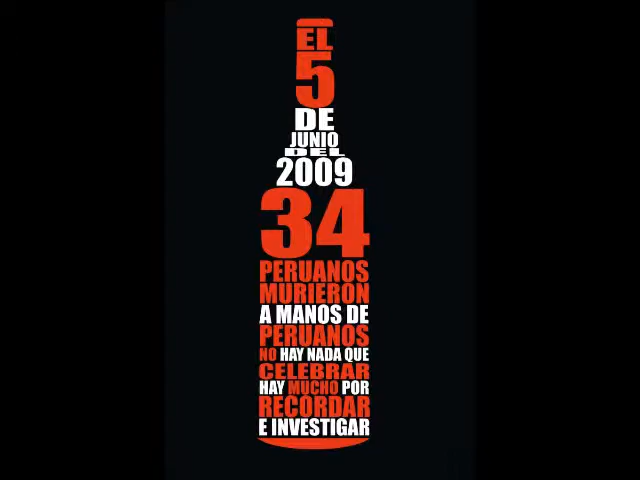 EL
5
DE
JUNIO
DEL
2009
34
PERUANOS
MURIERON
A MANOS DE
PERUANOS
NO HAY NADA QUE
CELEBRAR
HAY MUCHO POR
RECORDAR
E INVESTIGAR